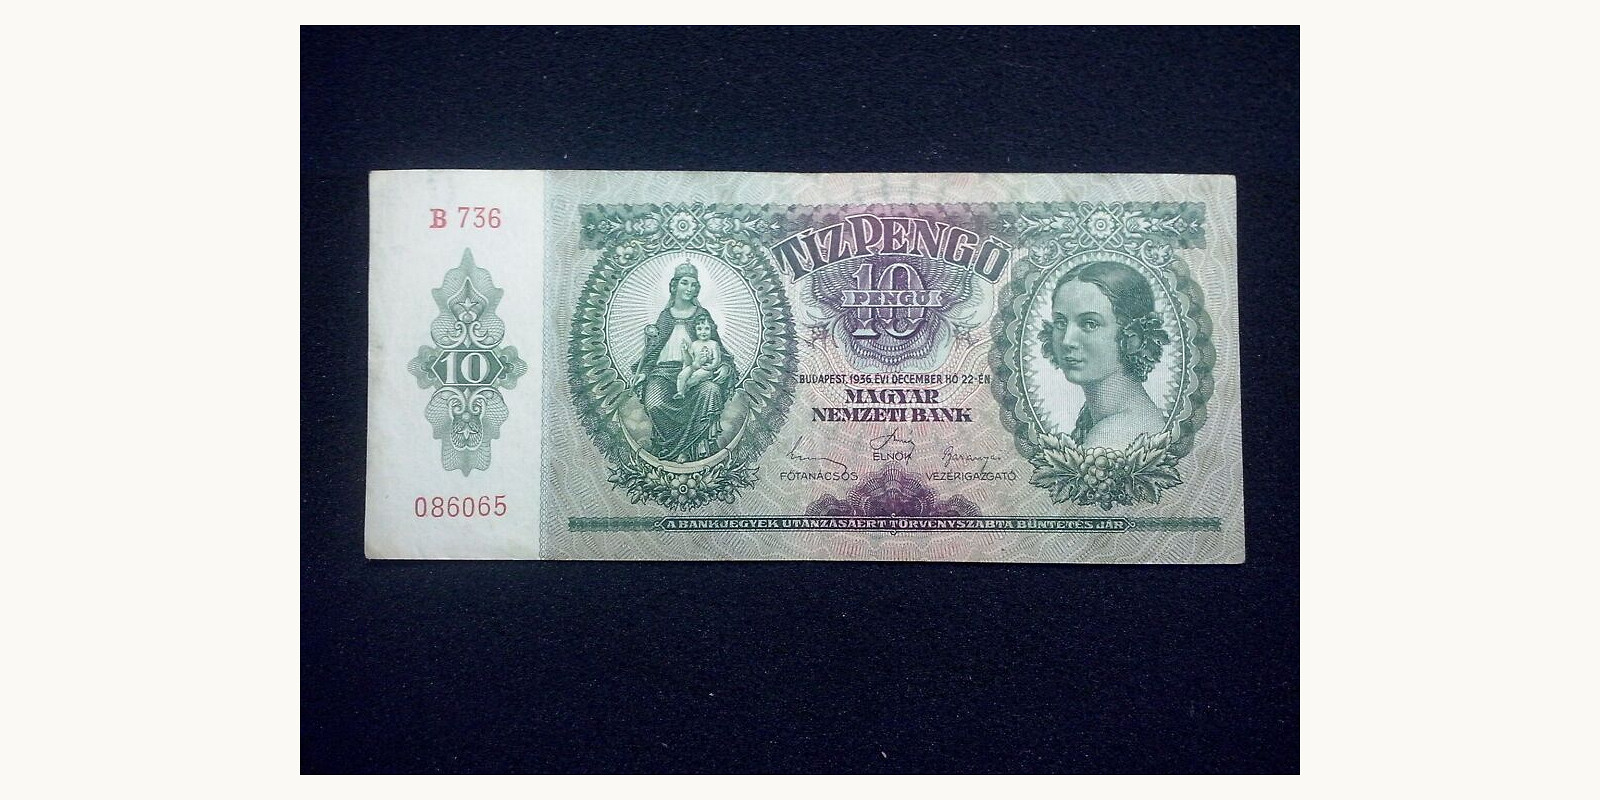 B 736
10
086065
TÍZPENGŐ
10
PENGŐ
BUDAPEST, 1936. ÉVI DECEMBER HÓ 22-ÉN
MAGYAR
NEMZETI BANK
ELNÖK
FŐTANÁCSOS VEZÉRIGAZGATÓ
A BANKJEGYEK UTÁNZÁSÁÉRT TÖRVÉNYSZABTA BÜNTETÉS JÁR